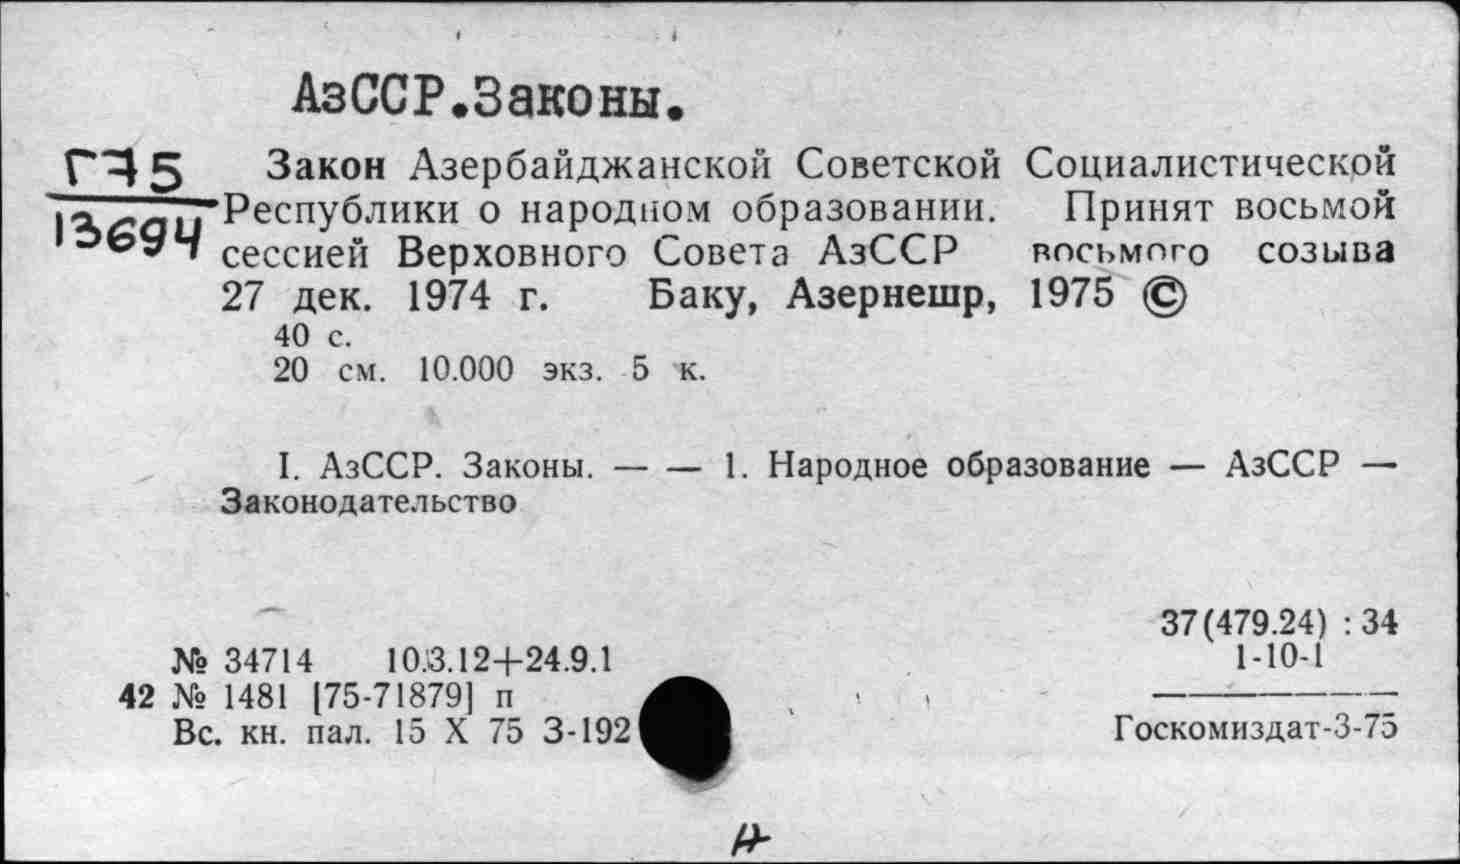 АзССР.Законы.
Г75
13694
Закон Азербайджанской Советской Социалистической
Республики о народном образовании. Принят восьмой
сессией Верховного Совета АзССР восьмого созыва
27 дек. 1974 г. Баку, Азернешр, 1975 ©
40 с.
20 см. 10.000 экз. 5 к.
I. АзССР. Законы. — — 1. Народное образование — АзССР —
Законодательство
37(479.24) : 34
№ 34714 10.3.12+24.9.1
1-10-1
42 № 1481 [75-71879] п
Вс. кн. пал. 15 X 75 З-192
Госкомиздат-3-75